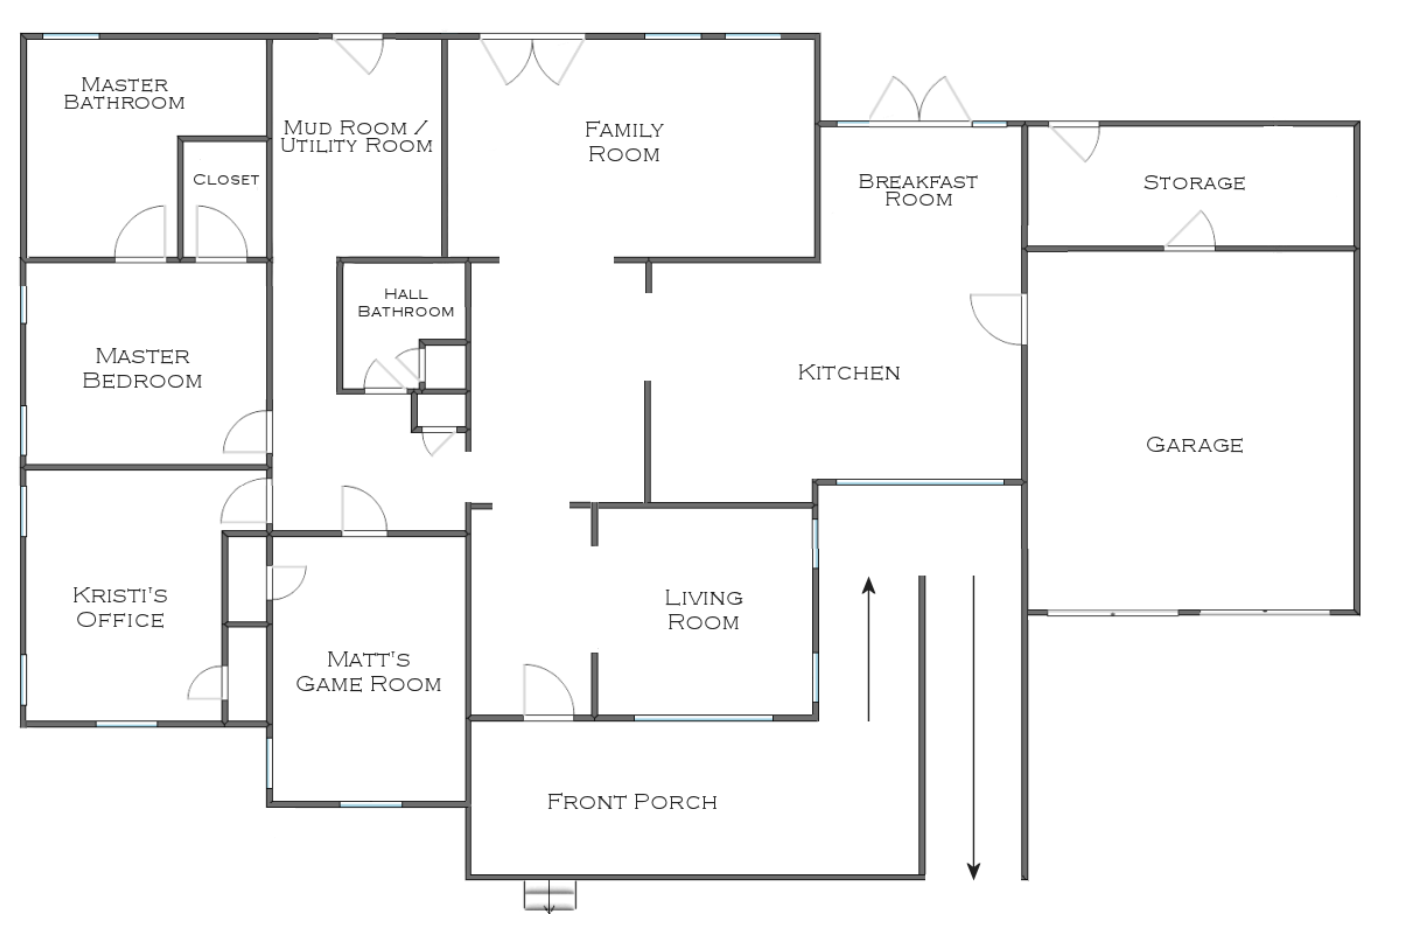 MASTER
BATHROOM
MUD ROOM /
UTILITY ROOM
FAMILY
ROOM
CLOSET
BREAKFAST
ROOM
STORAGE
HALL
BATHROOM
MASTER
BEDROOM
KITCHEN
GARAGE
KRISTI'S
OFFICE
LIVING
ROOM
MATT'S
GAME ROOM
FRONT PORCH